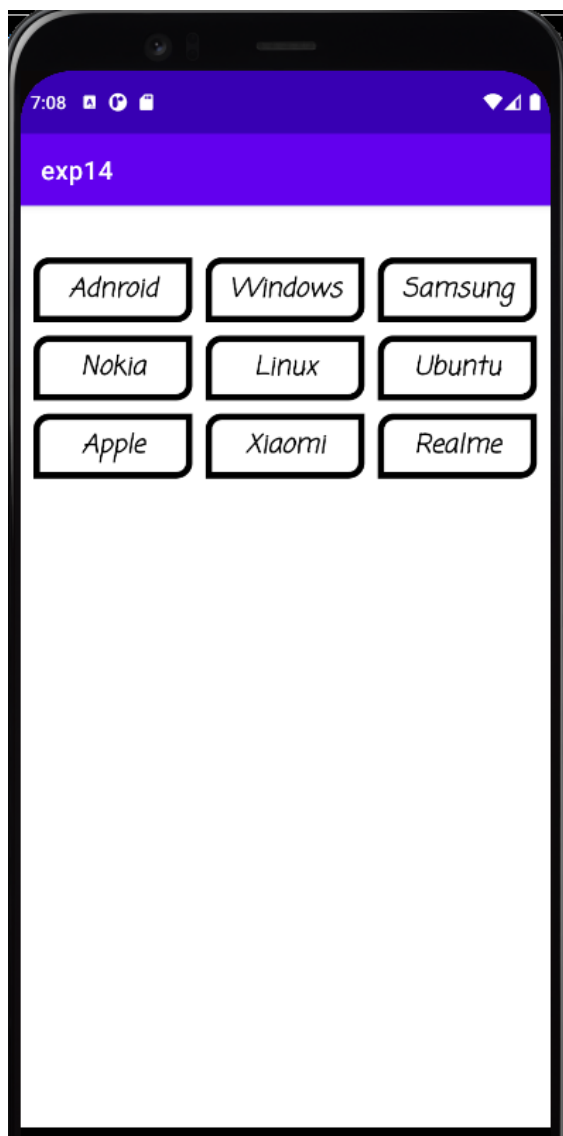 7:08
exp14
Adnroid Windows Samsung
Nokia Linux Ubuntu
Apple Xiaomi Realme